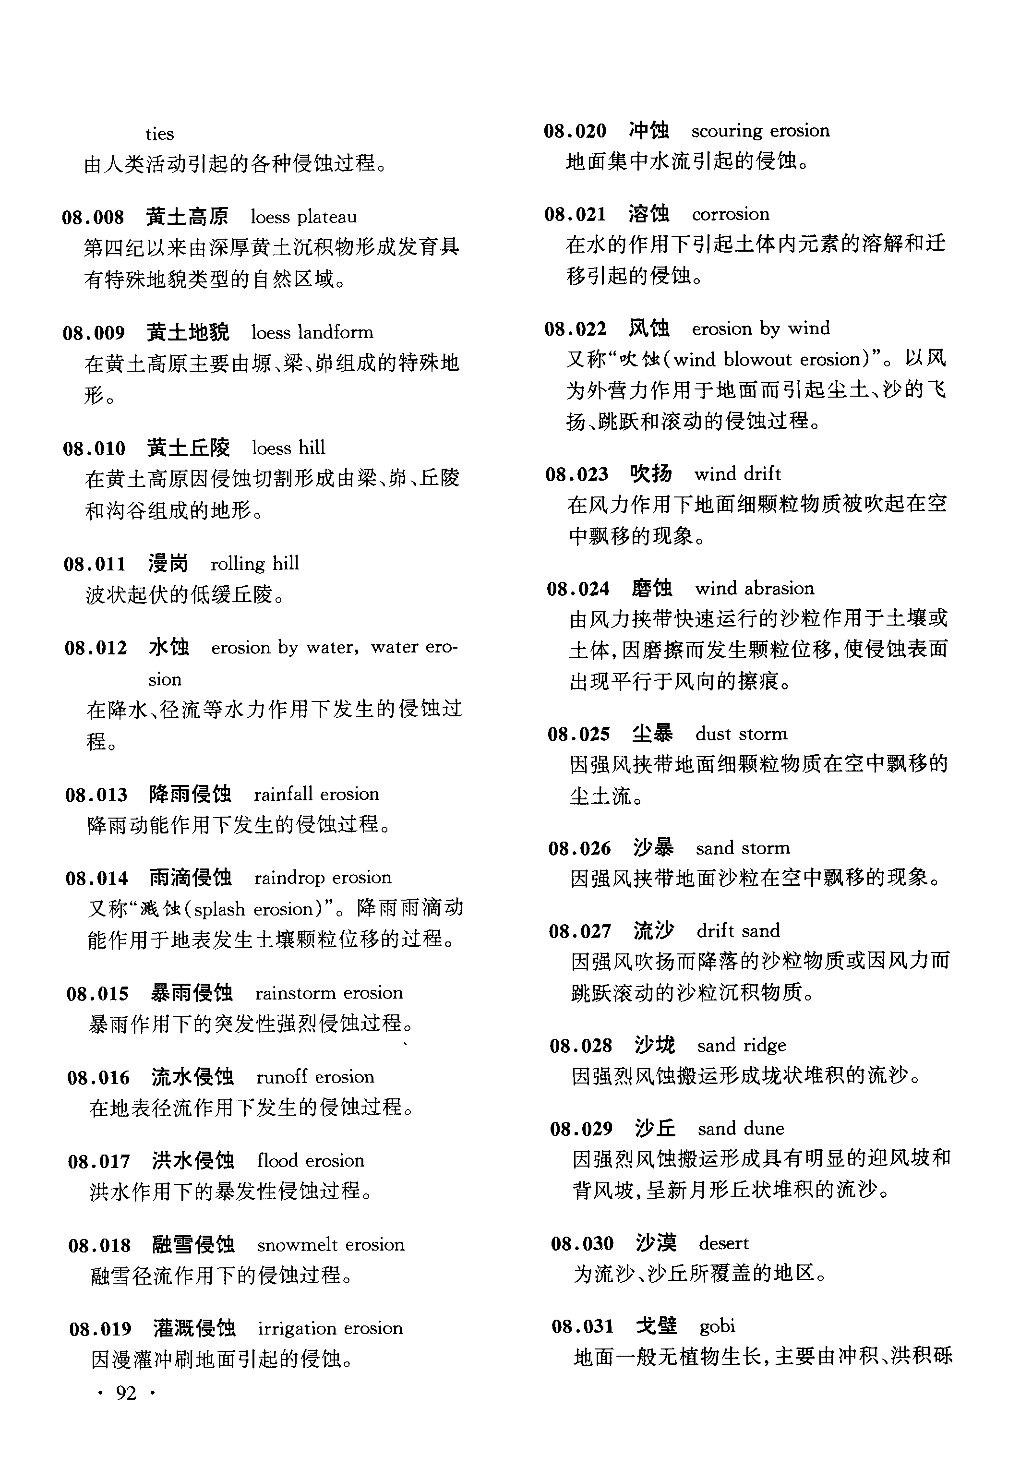 ties
由人类活动引起的各种侵蚀过程。
08.008 黄土高原 loess plateau
第四纪以来由深厚黄土沉积物形成发育具
有特殊地貌类型的自然区域。
08.009 黄土地貌 loess landform
在黄土高原主要由塬、梁、峁组成的特殊地
形。
08.010 黄土丘陵 loess hill
在黄土高原因侵蚀切割形成由梁、峁、丘陵
和沟谷组成的地形。
08.011 漫岗 rolling hill
波状起伏的低缓丘陵。
08.012 水蚀 erosion by water, water ero-
sion
在降水、径流等水力作用下发生的侵蚀过
程。
08.013 降雨侵蚀 rainfall erosion
降雨动能作用下发生的侵蚀过程。
08.014 雨滴侵蚀 raindrop erosion
又称“溅蚀(splash erosion)”。降雨雨滴动
能作用于地表发生土壤颗粒位移的过程。
08.015 暴雨侵蚀 rainstorm erosion
暴雨作用下的突发性强烈侵蚀过程。
08.016 流水侵蚀 runoff erosion
在地表径流作用下发生的侵蚀过程。
08.017 洪水侵蚀 flood erosion
洪水作用下的暴发性侵蚀过程。
08.018 融雪侵蚀 snowmelt erosion
融雪径流作用下的侵蚀过程。
08.019 灌溉侵蚀 irrigation erosion
因漫灌冲刷地面引起的侵蚀。
· 92 ·
08.020 冲蚀 scouring erosion
地面集中水流引起的侵蚀。
08.021 溶蚀 corrosion
在水的作用下引起土体内元素的溶解和迁
移引起的侵蚀。
08.022 风蚀 erosion by wind
又称“吹蚀(wind blowout erosion)”。以风
为外营力作用于地面而引起尘土、沙的飞
扬、跳跃和滚动的侵蚀过程。
08.023 吹扬 wind drift
在风力作用下地面细颗粒物质被吹起在空
中飘移的现象。
08.024 磨蚀 wind abrasion
由风力挟带快速运行的沙粒作用于土壤或
土体,因磨擦而发生颗粒位移,使侵蚀表面
出现平行于风向的擦痕。
08.025 尘暴 dust storm
因强风挟带地面细颗粒物质在空中飘移的
尘土流。
08.026 沙暴 sand storm
因强风挟带地面沙粒在空中飘移的现象。
08.027 流沙 drift sand
因强风吹扬而降落的沙粒物质或因风力而
跳跃滚动的沙粒沉积物质。
08.028 沙垅 sand ridge
因强烈风蚀搬运形成垅状堆积的流沙。
08.029 沙丘 sand dune
因强烈风蚀搬运形成具有明显的迎风坡和
背风坡,呈新月形丘状堆积的流沙。
08.030 沙漠 desert
为流沙、沙丘所覆盖的地区。
08.031 戈壁 gobi
地面一般无植物生长,主要由冲积、洪积砾